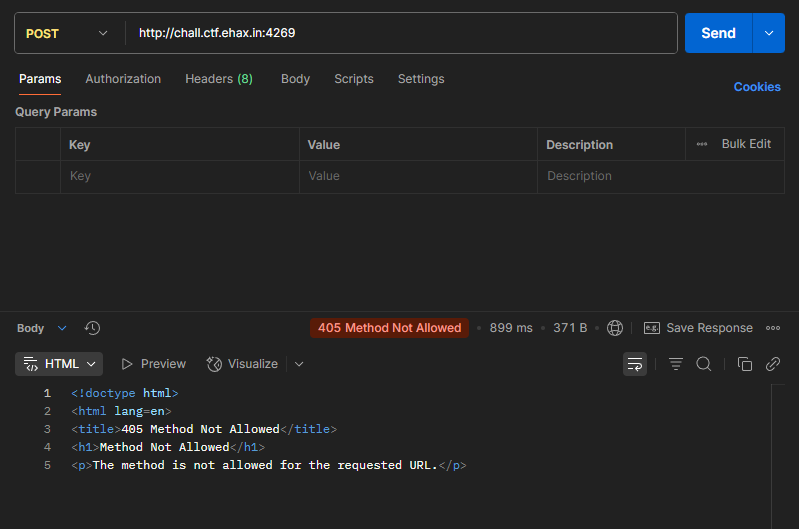 POST http://chall.ctf.ehax.in:4269 Send
Params Authorization Headers (8) Body Scripts Settings Cookies
Query Params
Key Value Description ••• Bulk Edit
Key Value Description
Body 405 Method Not Allowed • 899 ms • 371 B • e.g. Save Response •••
HTML Preview Visualize
1 <!doctype html>
2 <html lang=en>
3 <title>405 Method Not Allowed</title>
4 <h1>Method Not Allowed</h1>
5 <p>The method is not allowed for the requested URL.</p>